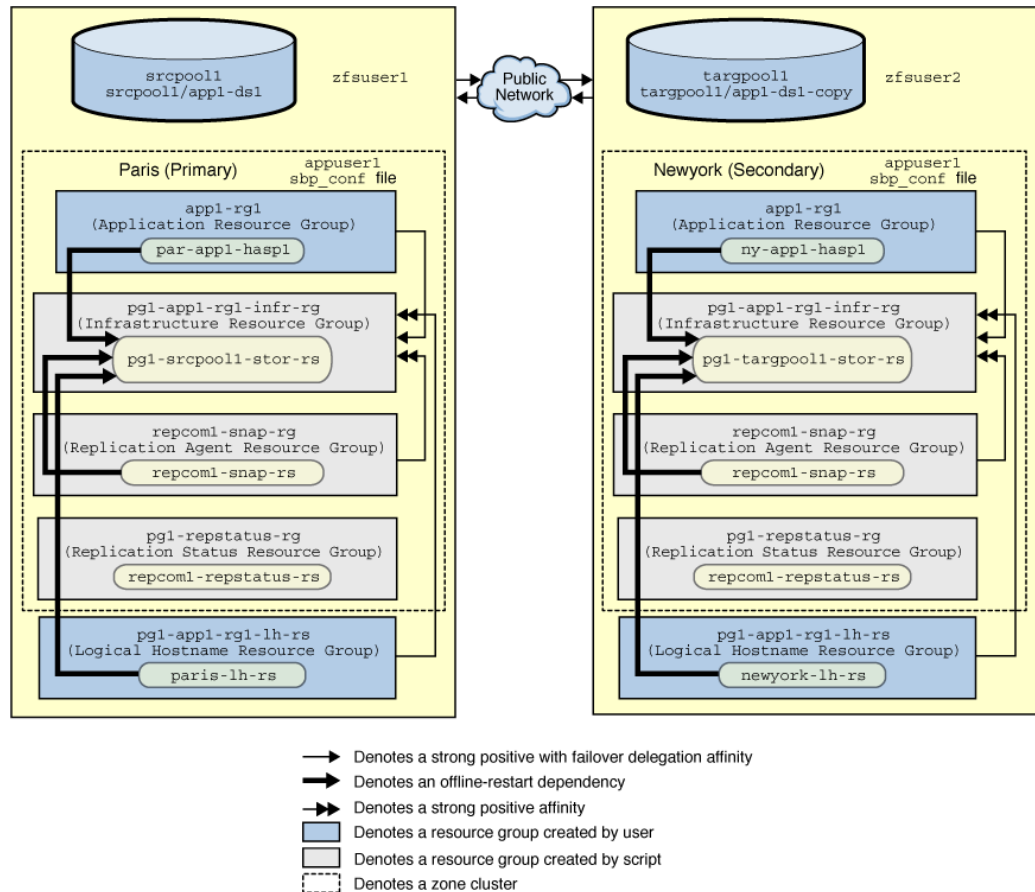 srcpool1
srcpool1/app1-ds1
zfsuser1
Public
Network
targpool1
targpool1/app1-ds1-copy
zfsuser2
Paris (Primary)
appuser1
sbp_conf file
app1-rg1
(Application Resource Group)
par-app1-hasp1
pg1-app1-rg1-infr-rg
(Infrastructure Resource Group)
pg1-srcpool1-stor-rs
repcom1-snap-rg
(Replication Agent Resource Group)
repcom1-snap-rs
pg1-repstatus-rg
(Replication Status Resource Group)
repcom1-repstatus-rs
pg1-app1-rg1-lh-rs
(Logical Hostname Resource Group)
paris-lh-rs
Newyork (Secondary)
appuser1
sbp_conf file
app1-rg1
(Application Resource Group)
ny-app1-hasp1
pg1-app1-rg1-infr-rg
(Infrastructure Resource Group)
pg1-targpool1-stor-rs
repcom1-snap-rg
(Replication Agent Resource Group)
repcom1-snap-rs
pg1-repstatus-rg
(Replication Status Resource Group)
repcom1-repstatus-rs
pg1-app1-rg1-lh-rs
(Logical Hostname Resource Group)
newyork-lh-rs
Denotes a strong positive with failover delegation affinity
Denotes an offline-restart dependency
Denotes a strong positive affinity
Denotes a resource group created by user
Denotes a resource group created by script
Denotes a zone cluster